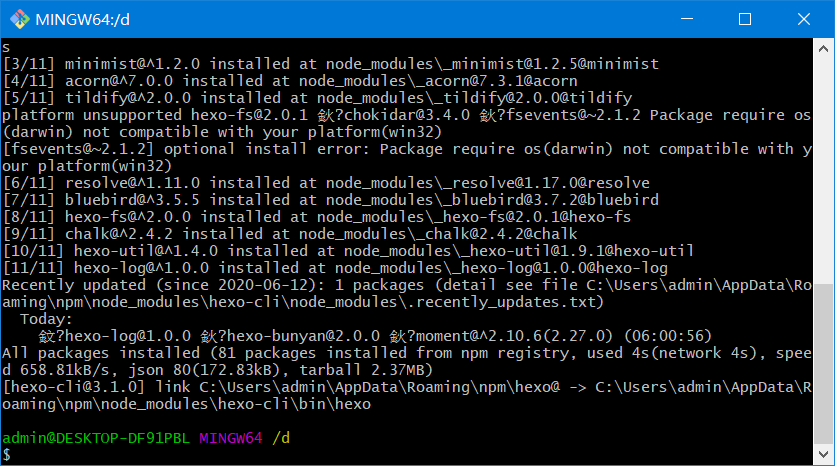 MINGW64:/d
s
[3/11] minimist@^1.2.0 installed at node_modules\_minimist@1.2.5@minimist
[4/11] acorn@^7.0.0 installed at node_modules\_acorn@7.3.1@acorn
[5/11] tildify@^2.0.0 installed at node_modules\_tildify@2.0.0@tildify
platform unsupported hexo-fs@2.0.1 鈥?chokidar@3.4.0 鈥?fsevents@~2.1.2 Package require os
(darwin) not compatible with your platform(win32)
[fsevents@~2.1.2] optional install error: Package require os(darwin) not compatible with y
our platform(win32)
[6/11] resolve@^1.11.0 installed at node_modules\_resolve@1.17.0@resolve
[7/11] bluebird@^3.5.5 installed at node_modules\_bluebird@3.7.2@bluebird
[8/11] hexo-fs@^2.0.0 installed at node_modules\_hexo-fs@2.0.1@hexo-fs
[9/11] chalk@^2.4.2 installed at node_modules\_chalk@2.4.2@chalk
[10/11] hexo-util@^1.4.0 installed at node_modules\_hexo-util@1.9.1@hexo-util
[11/11] hexo-log@^1.0.0 installed at node_modules\_hexo-log@1.0.0@hexo-log
Recently updated (since 2020-06-12): 1 packages (detail see file C:\Users\admin\AppData\Ro
aming\npm\node_modules\hexo-cli\node_modules\.recently_updates.txt)
  Today:
    鈫?hexo-log@1.0.0 鈥?hexo-bunyan@2.0.0 鈥?moment@^2.10.6(2.27.0) (06:00:56)
All packages installed (81 packages installed from npm registry, used 4s(network 4s), spee
d 658.81kB/s, json 80(172.83kB), tarball 2.37MB)
[hexo-cli@3.1.0] link C:\Users\admin\AppData\Roaming\npm\hexo@ -> C:\Users\admin\AppData\R
oaming\npm\node_modules\hexo-cli\bin\hexo
admin@DESKTOP-DF91PBL MINGW64 /d
$